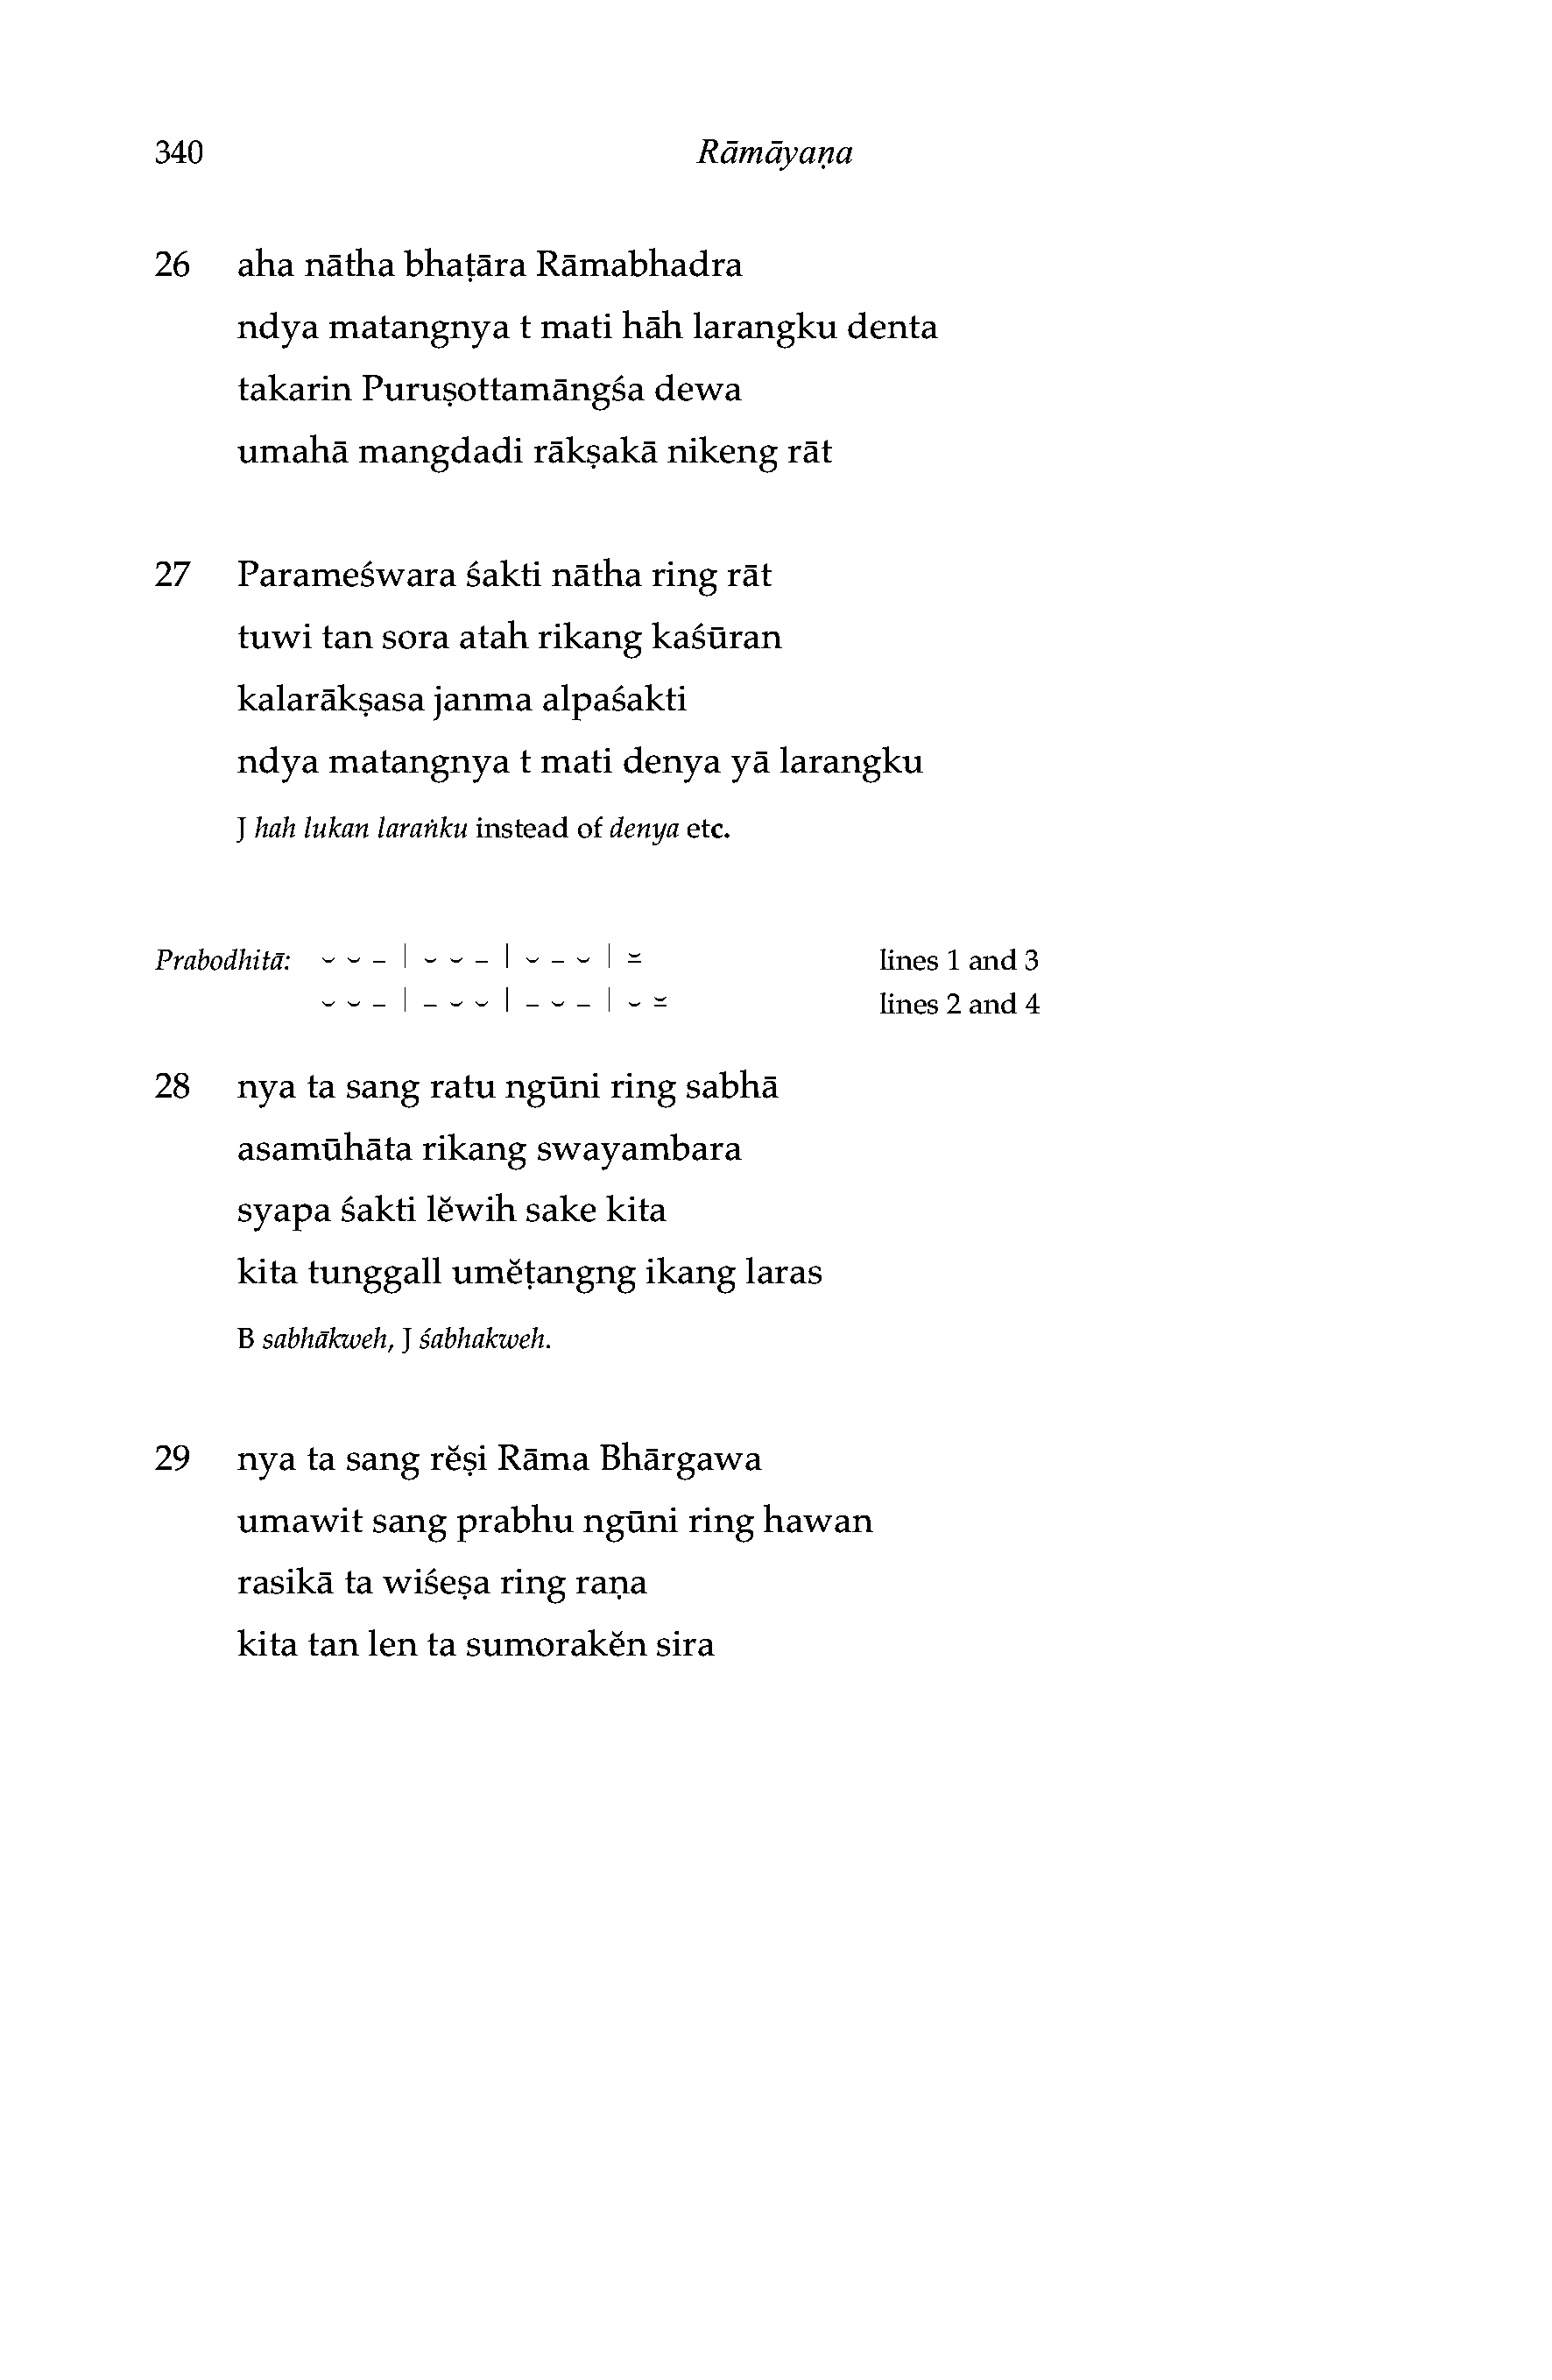 340 Rāmāyaṇa
26 aha nātha bhaṭāra Rāmabhadra
ndya matangnya t mati hāh larangku denta
takarin Puruṣottamāngśa dewa
umahā mangdadi rākṣakā nikeng rāt
27 Parameśwara śakti nātha ring rāt
tuwi tan sora atah rikang kaśūran
kalarākṣasa janma alpaśakti
ndya matangnya t mati denya yā larangku
J hah lukan laraṅku instead of denya etc.
Prabodhitā: ⏑ ⏑ – | ⏑ ⏑ – | ⏑ – ⏑ | ⏓ lines 1 and 3
⏑ ⏑ – | – ⏑ ⏑ | – ⏑ – | ⏑ ⏓ lines 2 and 4
28 nya ta sang ratu ngūni ring sabhā
asamūhāta rikang swayambara
syapa śakti lĕwih sake kita
kita tunggall umĕṭangng ikang laras
B sabhākweh, J śabhakweh.
29 nya ta sang rĕṣi Rāma Bhārgawa
umawit sang prabhu ngūni ring hawan
rasikā ta wiśeṣa ring raṇa
kita tan len ta sumorakĕn sira